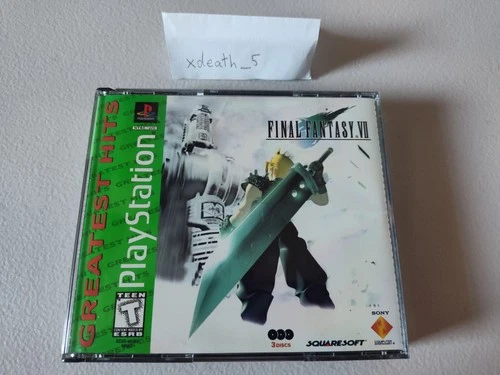 xdeath_5
FINAL FANTASY VII
GREATEST HITS
PlayStation
TEEN
T
ESRB
3 DISCS
SQUARESOFT
SONY